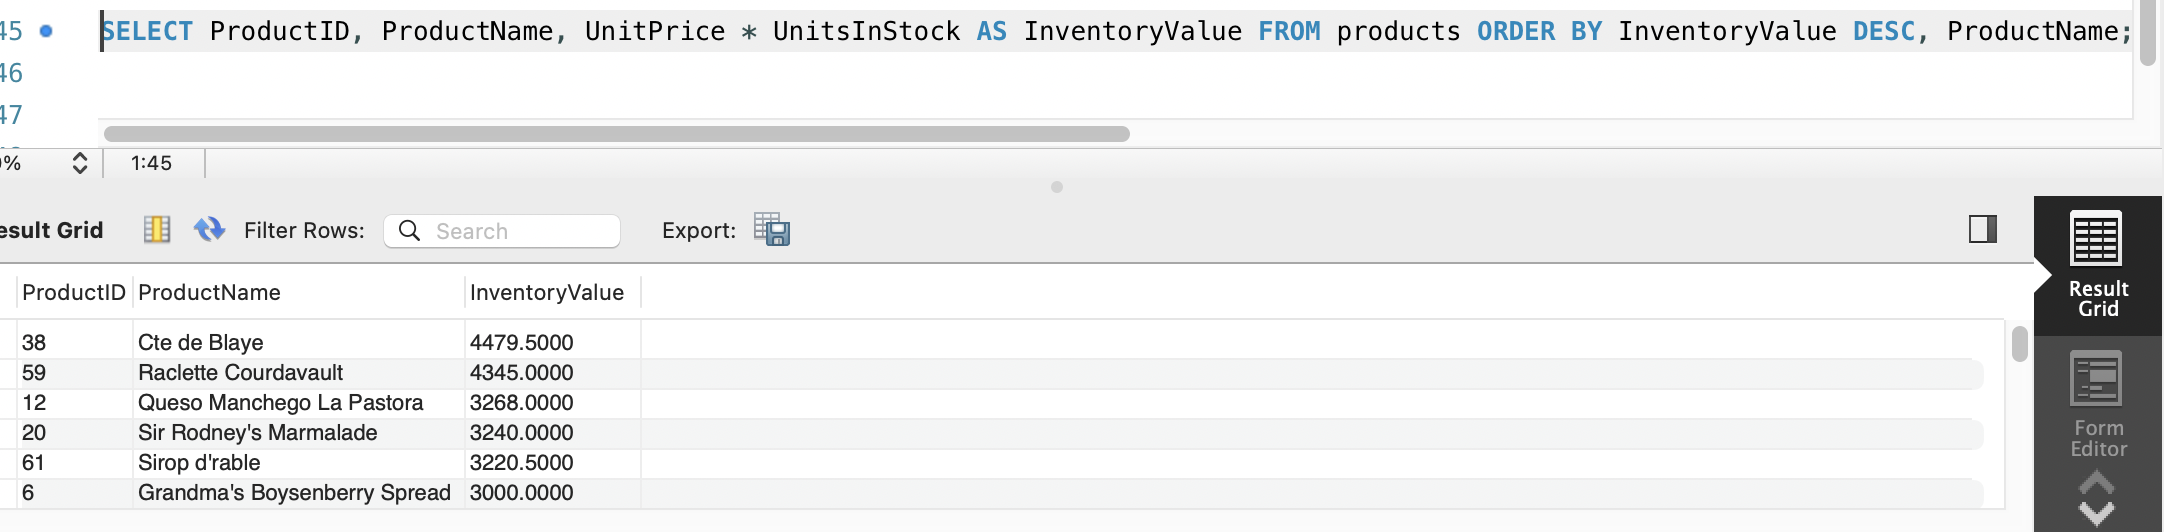 45 SELECT ProductID, ProductName, UnitPrice * UnitsInStock AS InventoryValue FROM products ORDER BY InventoryValue DESC, ProductName;
46
47
% 1:45
esult Grid Filter Rows: Search Export:
ProductID ProductName InventoryValue
38 Cte de Blaye 4479.5000
59 Raclette Courdavault 4345.0000
12 Queso Manchego La Pastora 3268.0000
20 Sir Rodney's Marmalade 3240.0000
61 Sirop d'rable 3220.5000
6 Grandma's Boysenberry Spread 3000.0000
Result
Grid
Form
Editor